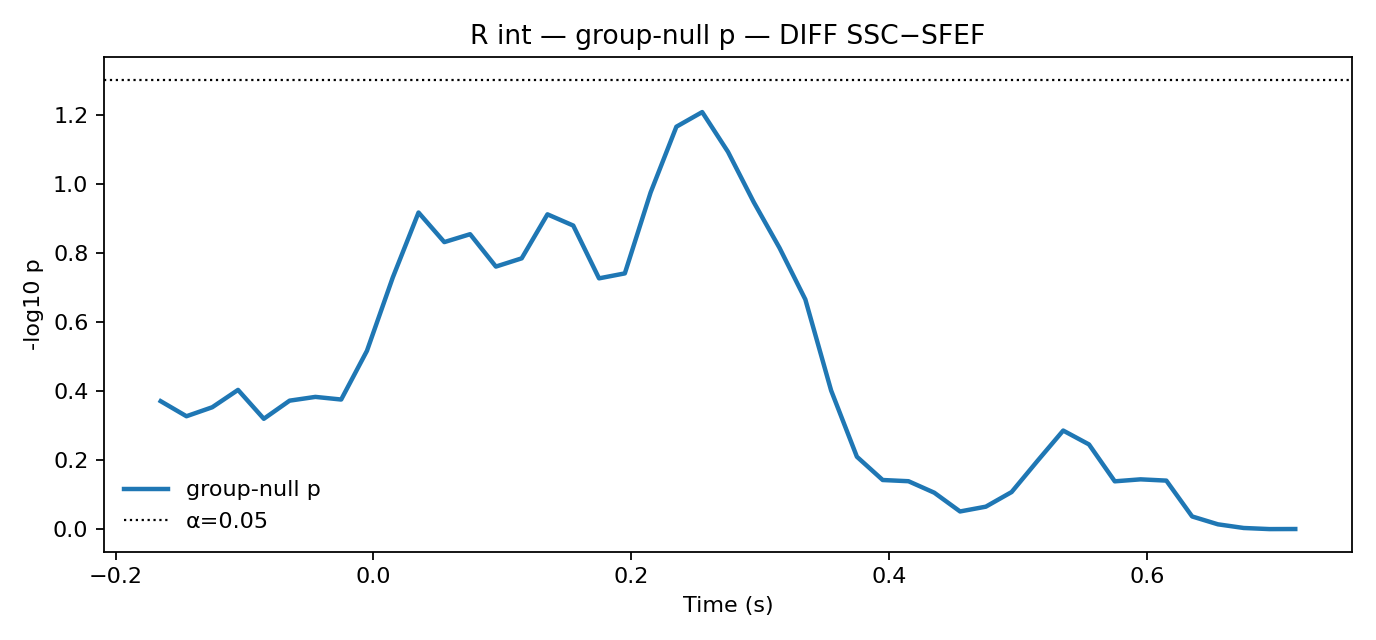 R int — group-null p — DIFF SSC−SFEF
-log10 p
1.2
1.0
0.8
0.6
0.4
0.2
0.0
group-null p
α=0.05
−0.2 0.0 0.2 0.4 0.6
Time (s)